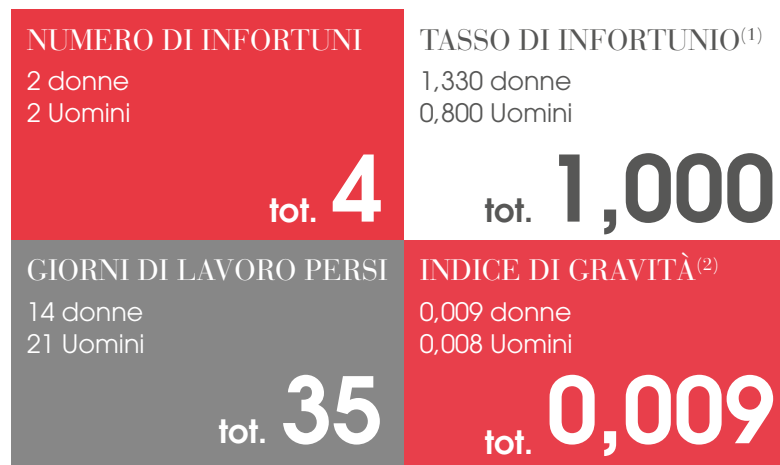 NUMERO DI INFORTUNI
2 donne
2 Uomini
tot. 4
TASSO DI INFORTUNIO(1)
1,330 donne
0,800 Uomini
tot. 1,000
GIORNI DI LAVORO PERSI
14 donne
21 Uomini
tot. 35
INDICE DI GRAVITÀ(2)
0,009 donne
0,008 Uomini
tot. 0,009